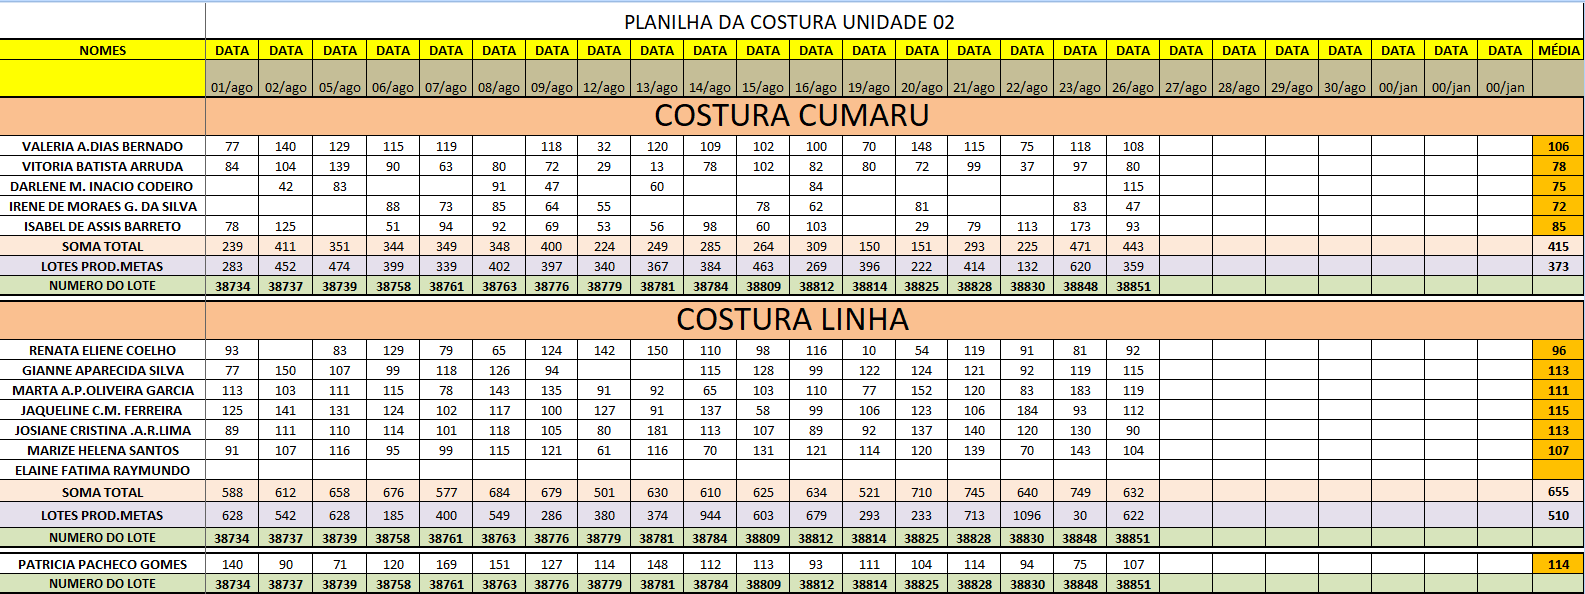 PLANILHA DA COSTURA UNIDADE 02
NOMES DATA DATA DATA DATA DATA DATA DATA DATA DATA DATA DATA DATA DATA DATA DATA DATA DATA DATA DATA DATA DATA DATA DATA DATA DATA MÉDIA
01/ago 02/ago 05/ago 06/ago 07/ago 08/ago 09/ago 12/ago 13/ago 14/ago 15/ago 16/ago 19/ago 20/ago 21/ago 22/ago 23/ago 26/ago 27/ago 28/ago 29/ago 30/ago 00/jan 00/jan 00/jan
COSTURA CUMARU
VALERIA A.DIAS BERNADO 77 140 129 115 119 118 32 120 109 102 100 70 148 115 75 118 108 106
VITORIA BATISTA ARRUDA 84 104 139 90 63 80 72 29 13 78 102 82 80 72 99 37 97 80 78
DARLENE M. INACIO CODEIRO 42 83 91 47 60 84 115 75
IRENE DE MORAES G. DA SILVA 88 73 85 64 55 78 62 81 83 47 72
ISABEL DE ASSIS BARRETO 78 125 51 94 92 69 53 56 98 60 103 29 79 113 173 93 85
SOMA TOTAL 239 411 351 344 349 348 400 224 249 285 264 309 150 151 293 225 471 443 415
LOTES PROD.METAS 283 452 474 399 339 402 397 340 367 384 463 269 396 222 414 132 620 359 373
NUMERO DO LOTE 38734 38737 38739 38758 38761 38763 38776 38779 38781 38784 38809 38812 38814 38825 38828 38830 38848 38851
COSTURA LINHA
RENATA ELIENE COELHO 93 83 129 79 65 124 142 150 110 98 116 10 54 119 91 81 92 96
GIANNE APARECIDA SILVA 77 150 107 99 118 126 94 115 128 99 122 124 121 92 119 115 113
MARTA A.P.OLIVEIRA GARCIA 113 103 111 115 78 143 135 91 92 65 103 110 77 152 120 83 183 119 111
JAQUELINE C.M. FERREIRA 125 141 131 124 102 117 100 127 91 137 58 99 106 123 106 184 93 112 115
JOSIANE CRISTINA .A.R.LIMA 89 111 110 114 101 118 105 80 181 113 107 89 92 137 140 120 130 90 113
MARIZE HELENA SANTOS 91 107 116 95 99 115 121 61 116 70 131 121 114 120 139 70 143 104 107
ELAINE FATIMA RAYMUNDO
SOMA TOTAL 588 612 658 676 577 684 679 501 630 610 625 634 521 710 745 640 749 632 655
LOTES PROD.METAS 628 542 628 185 400 549 286 380 374 944 603 679 293 233 713 1096 30 622 510
NUMERO DO LOTE 38734 38737 38739 38758 38761 38763 38776 38779 38781 38784 38809 38812 38814 38825 38828 38830 38848 38851
PATRICIA PACHECO GOMES 140 90 71 120 169 151 127 114 148 112 113 93 111 104 114 94 75 107 114
NUMERO DO LOTE 38734 38737 38739 38758 38761 38763 38776 38779 38781 38784 38809 38812 38814 38825 38828 38830 38848 38851